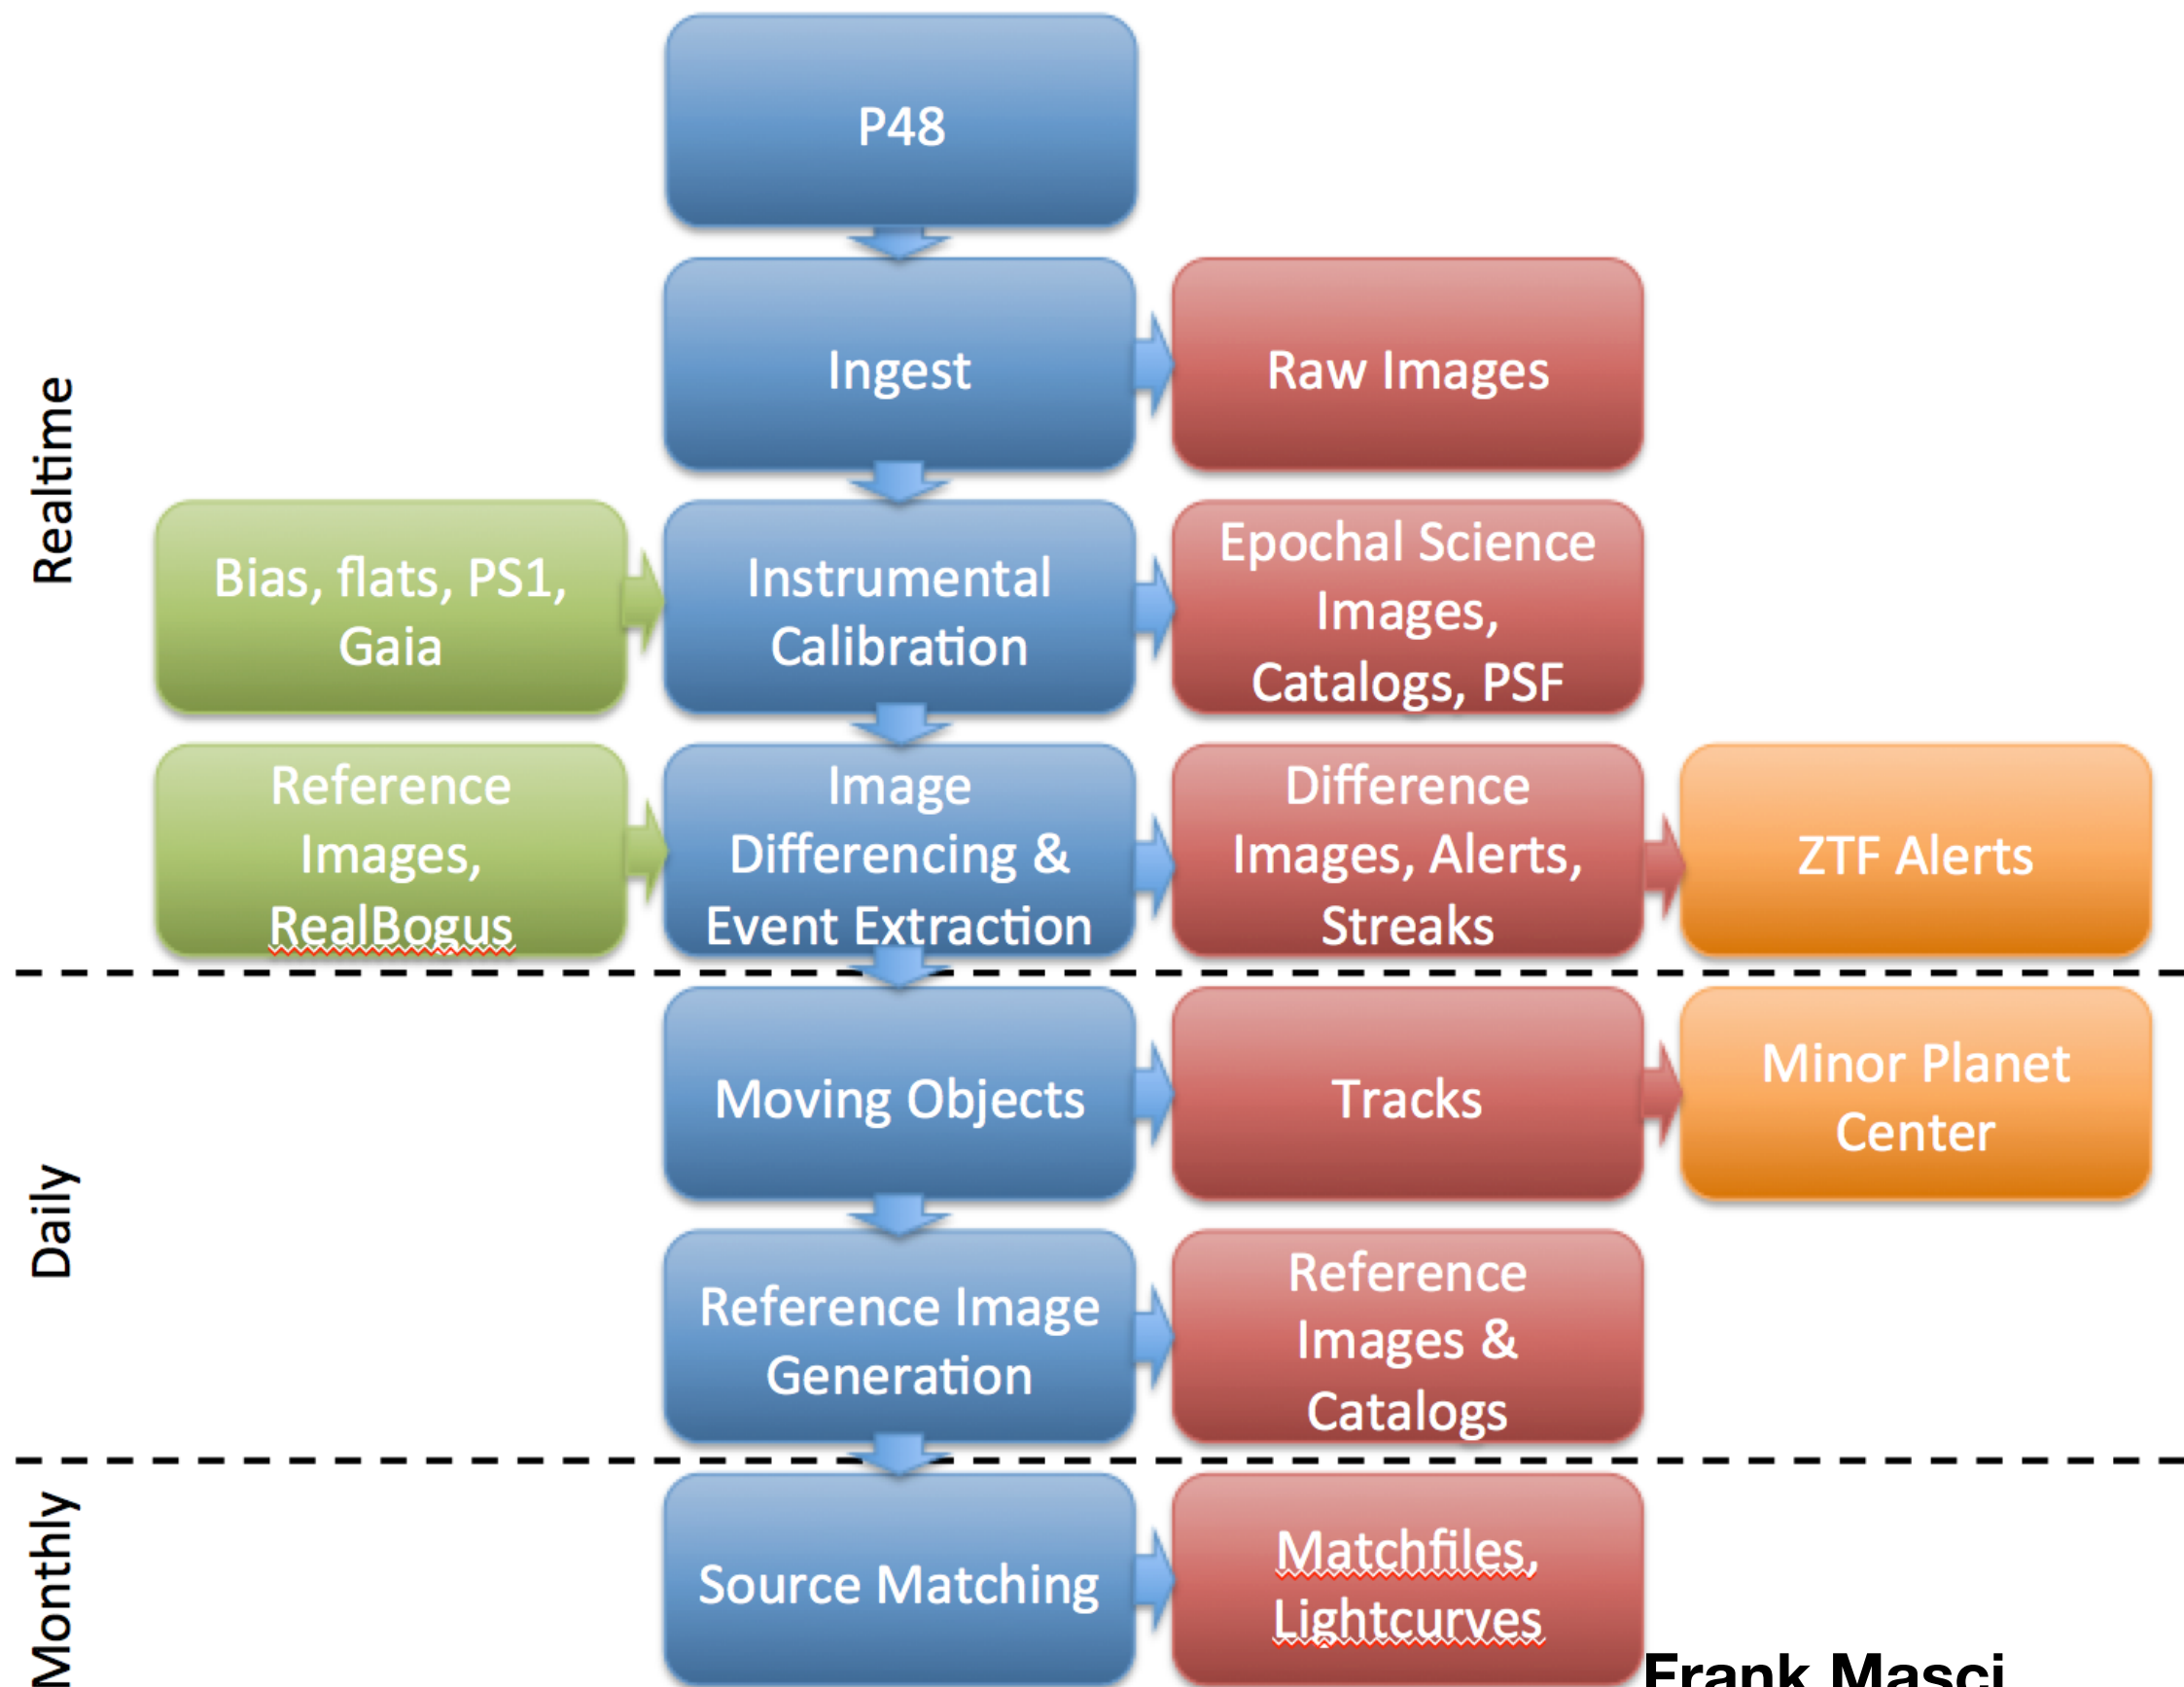 P48
Realtime
Ingest
Raw Images
Bias, flats, PS1,
Gaia
Instrumental
Calibration
Epochal Science
Images,
Catalogs, PSF
Reference
Images,
RealBogus
Image
Differencing &
Event Extraction
Difference
Images, Alerts,
Streaks
ZTF Alerts
Daily
Moving Objects
Tracks
Minor Planet
Center
Reference Image
Generation
Reference
Images &
Catalogs
Monthly
Source Matching
Matchfiles,
Lightcurves
Frank Masci